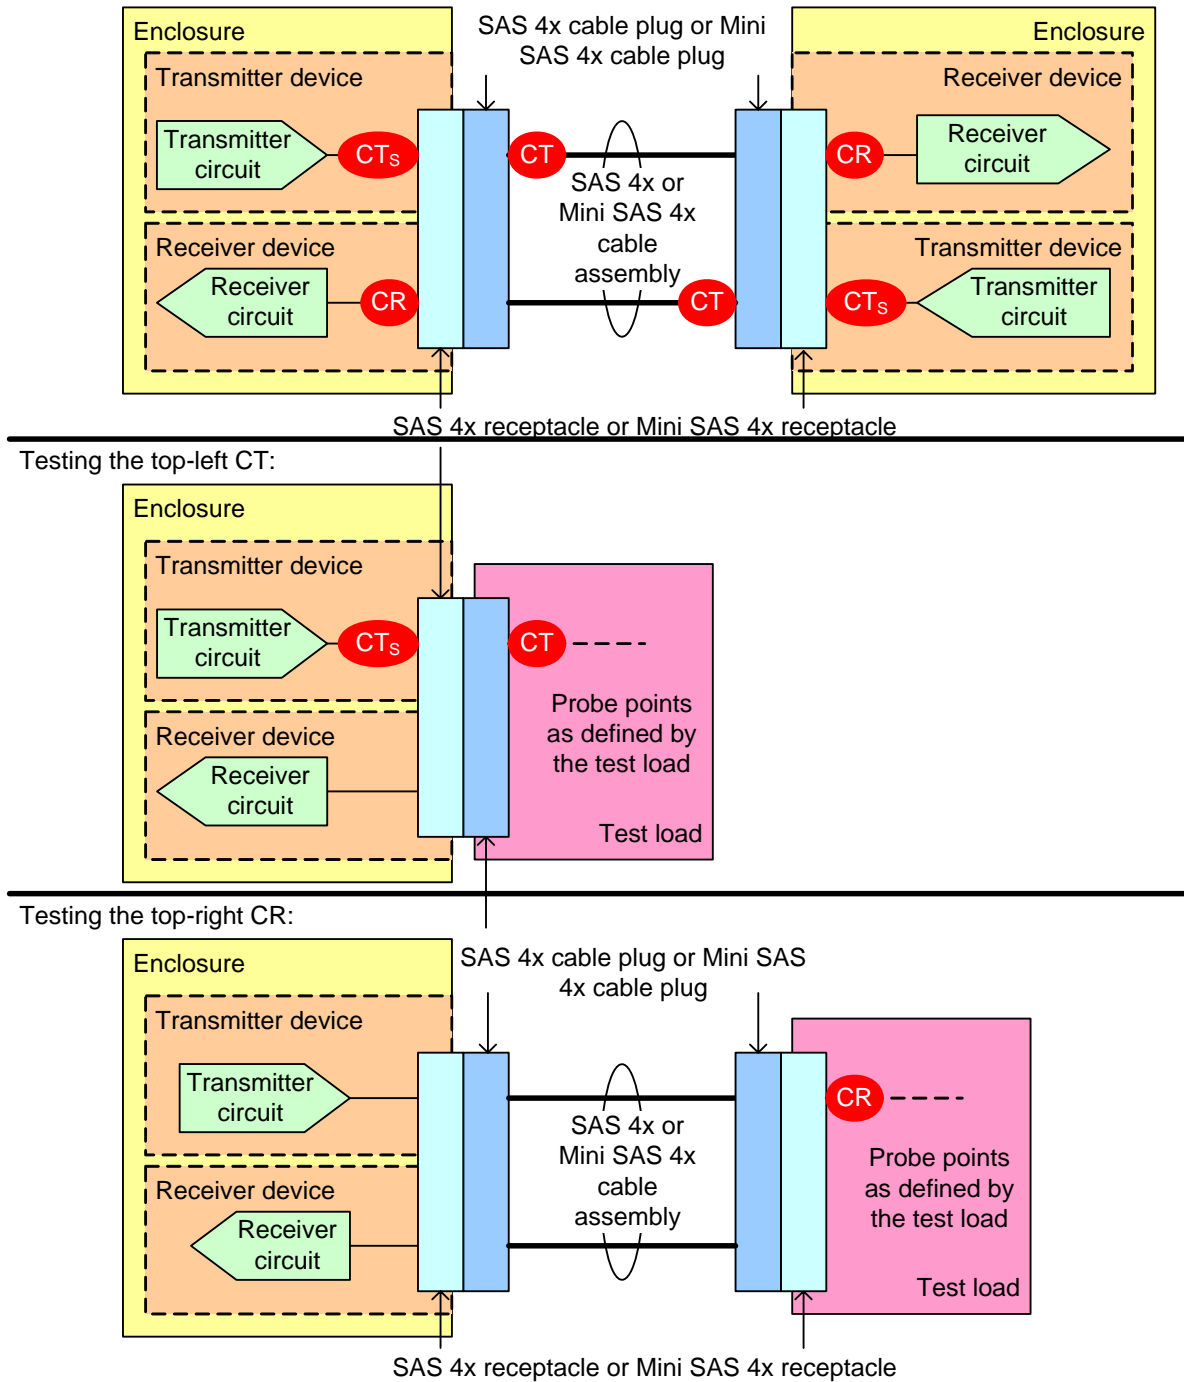 Enclosure
SAS 4x cable plug or Mini
SAS 4x cable plug
Enclosure
Transmitter device
Receiver device
Transmitter
circuit
CTS
CT
CR
Receiver
circuit
SAS 4x or
Mini SAS 4x
cable
assembly
Receiver device
Transmitter device
Receiver
circuit
CR
CT
CTS
Transmitter
circuit
SAS 4x receptacle or Mini SAS 4x receptacle
Testing the top-left CT:
Enclosure
Transmitter device
Transmitter
circuit
CTS
CT
Probe points
as defined by
the test load
Receiver device
Receiver
circuit
Test load
Testing the top-right CR:
Enclosure
SAS 4x cable plug or Mini SAS
4x cable plug
Transmitter device
Transmitter
circuit
CR
SAS 4x or
Mini SAS 4x
cable
assembly
Probe points
as defined by
the test load
Receiver device
Receiver
circuit
Test load
SAS 4x receptacle or Mini SAS 4x receptacle